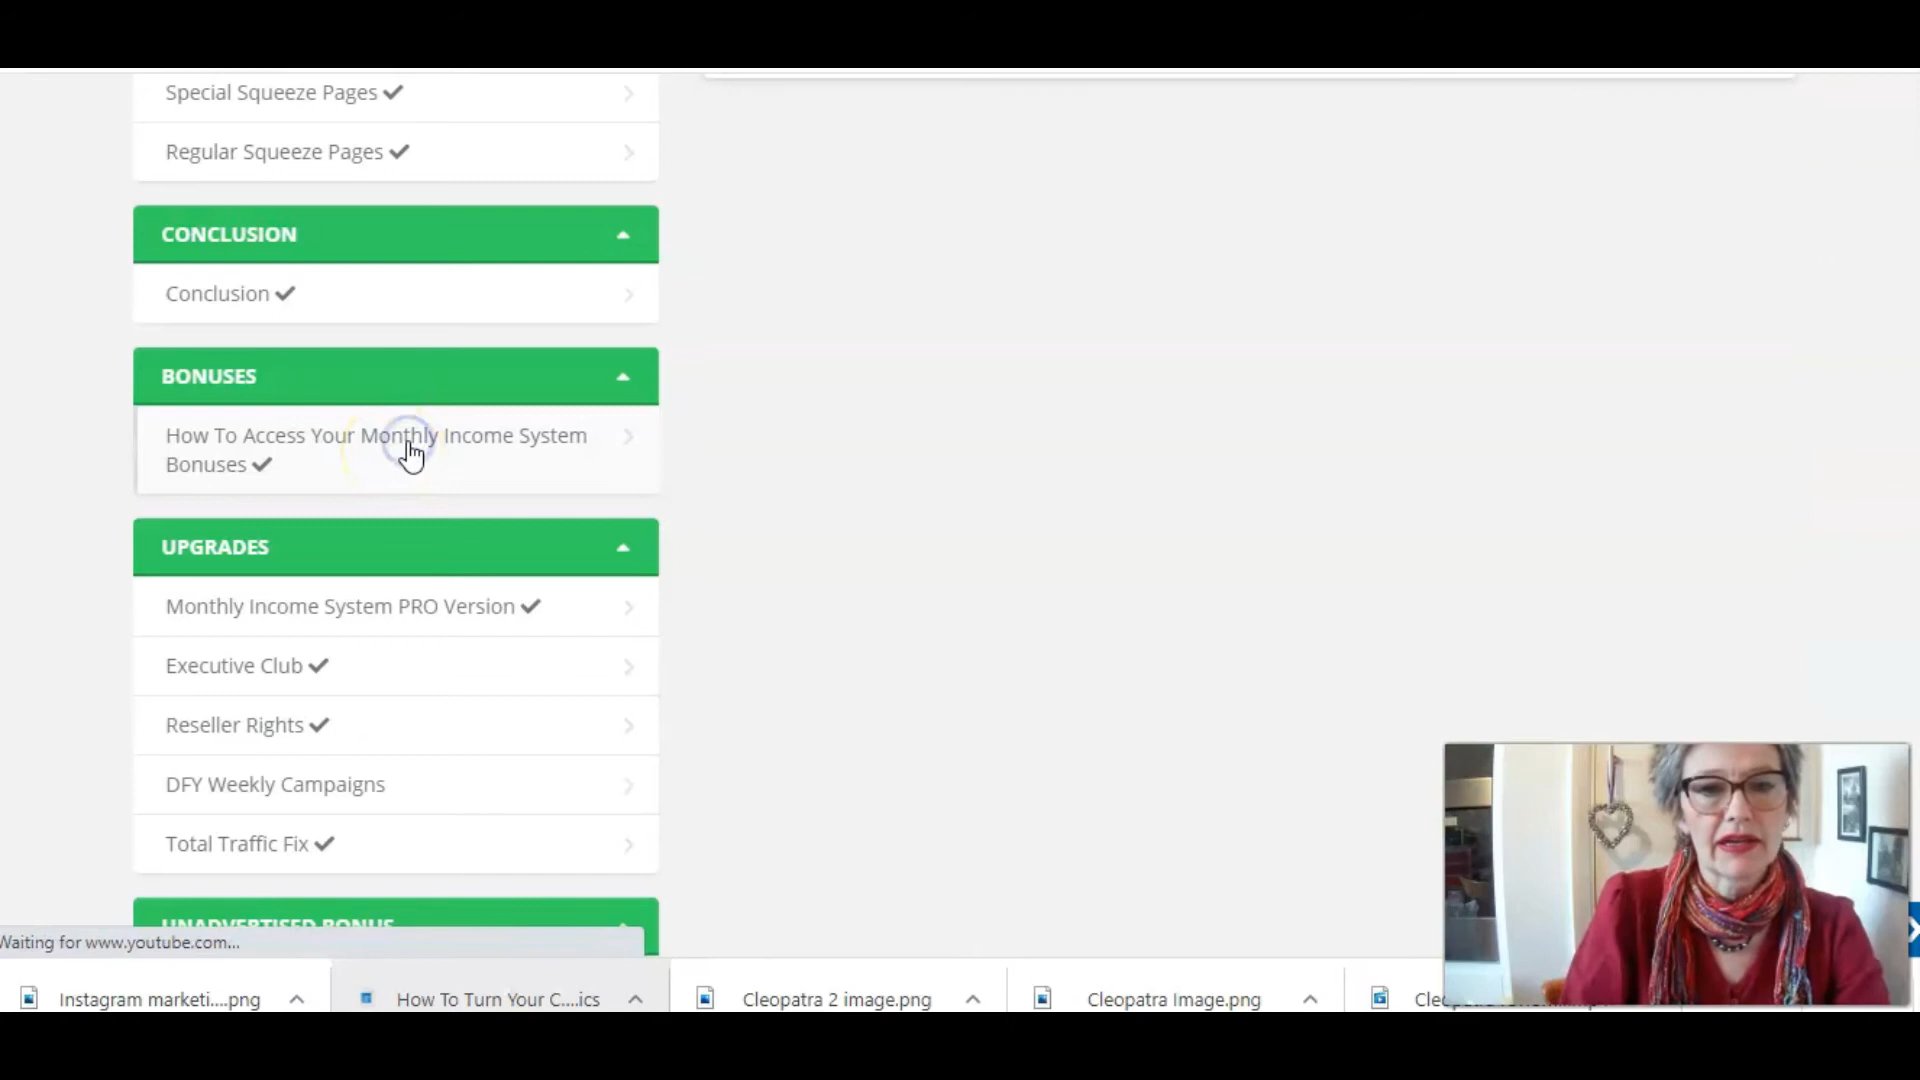 Special Squeeze Pages
Regular Squeeze Pages
CONCLUSION
Conclusion
BONUSES
How To Access Your Monthly Income System
Bonuses
UPGRADES
Monthly Income System PRO Version
Executive Club
Reseller Rights
DFY Weekly Campaigns
Total Traffic Fix
UNADVERTISED BONUS
Waiting for www.youtube.com...
Instagram marketi....png
How To Turn Your C....ics
Cleopatra 2 image.png
Cleopatra Image.png